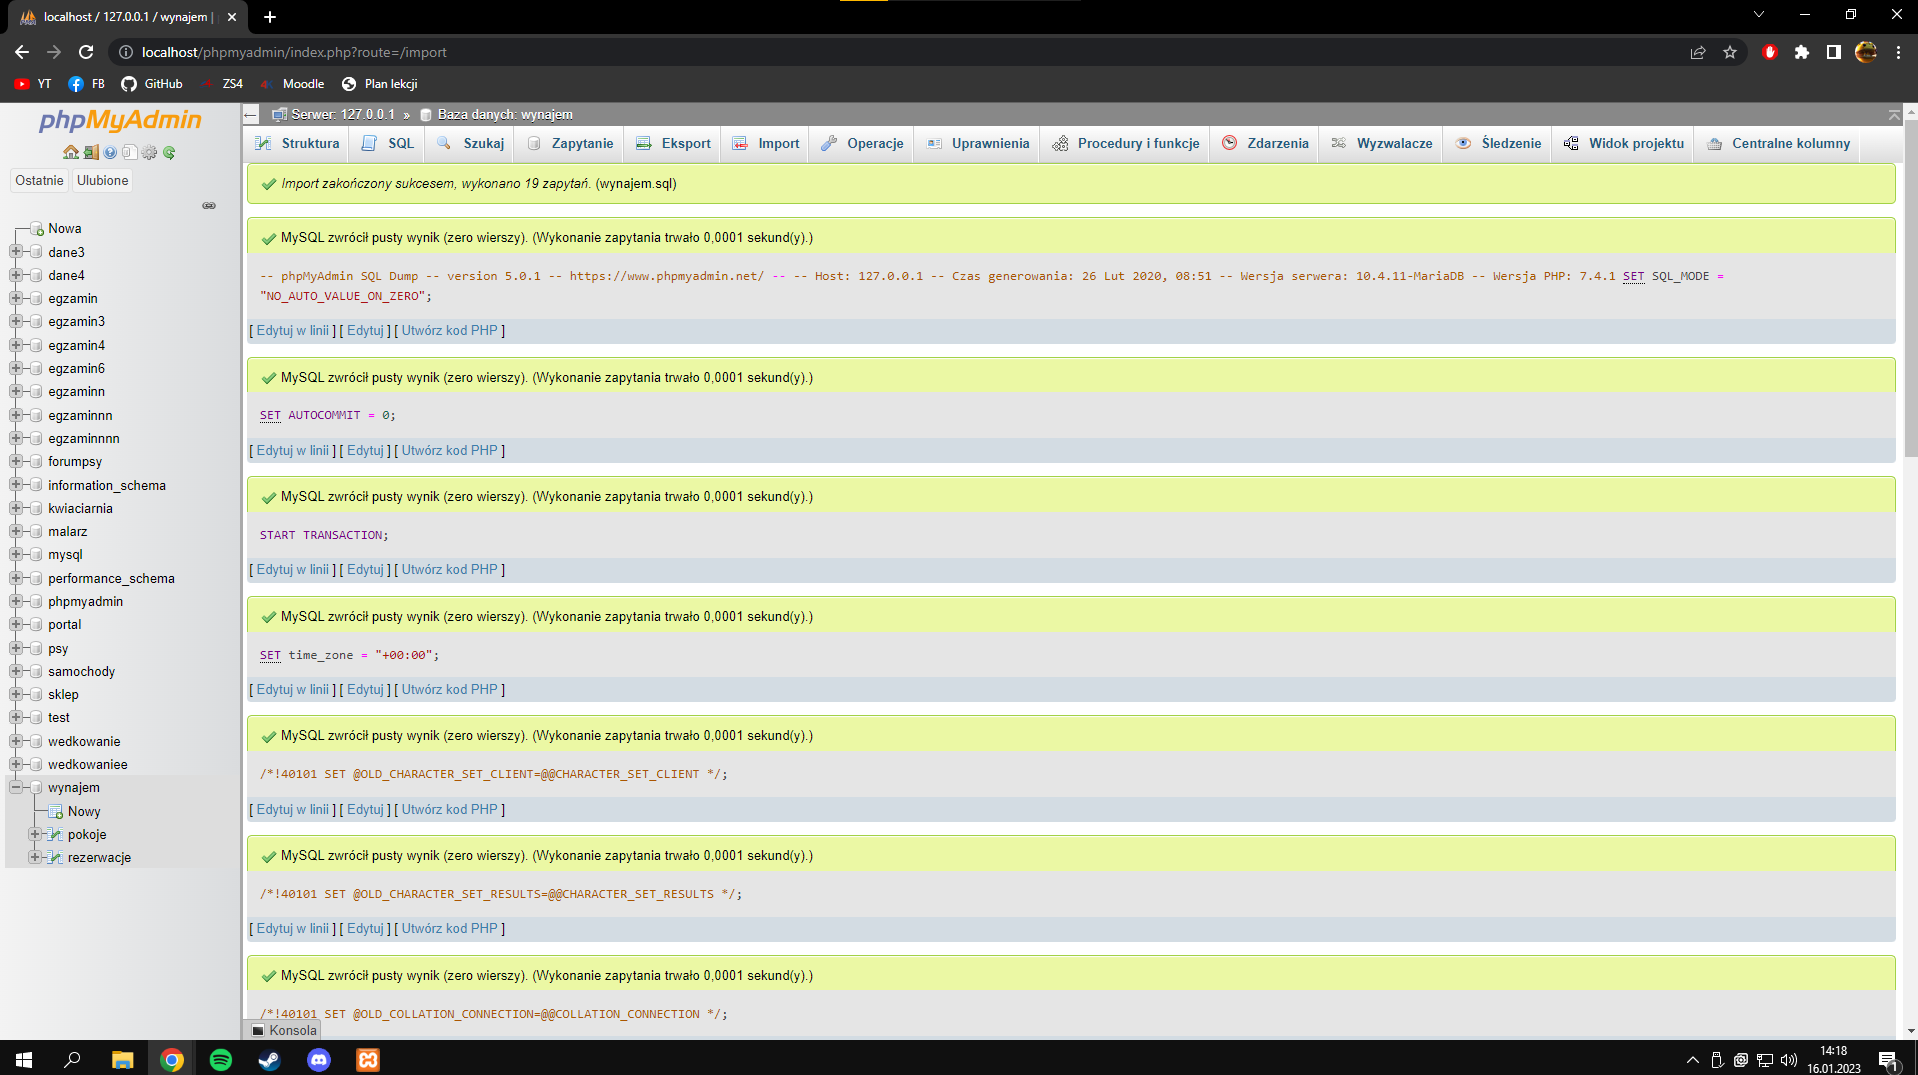 localhost / 127.0.0.1 / wynajem |
localhost/phpmyadmin/index.php?route=/import
YT FB GitHub ZS4 Moodle Plan lekcji
phpMyAdmin
Ostatnie Ulubione
Nowa
dane3
dane4
egzamin
egzamin3
egzamin4
egzamin6
egzaminn
egzaminnn
egzaminnnn
forumpsy
information_schema
kwiaciarnia
malarz
mysql
performance_schema
phpmyadmin
portal
psy
samochody
sklep
test
wedkowanie
wedkowaniee
wynajem
Nowy
pokoje
rezerwacje
Serwer: 127.0.0.1 » Baza danych: wynajem
Struktura SQL Szukaj Zapytanie Eksport Import Operacje Uprawnienia Procedury i funkcje Zdarzenia Wyzwalacze Śledzenie Widok projektu Centralne kolumny
Import zakończony sukcesem, wykonano 19 zapytań. (wynajem.sql)
MySQL zwrócił pusty wynik (zero wierszy). (Wykonanie zapytania trwało 0,0001 sekund(y).)
-- phpMyAdmin SQL Dump -- version 5.0.1 -- https://www.phpmyadmin.net/ -- -- Host: 127.0.0.1 -- Czas generowania: 26 Lut 2020, 08:51 -- Wersja serwera: 10.4.11-MariaDB -- Wersja PHP: 7.4.1 SET SQL_MODE =
"NO_AUTO_VALUE_ON_ZERO";
[ Edytuj w linii ] [ Edytuj ] [ Utwórz kod PHP ]
MySQL zwrócił pusty wynik (zero wierszy). (Wykonanie zapytania trwało 0,0001 sekund(y).)
SET AUTOCOMMIT = 0;
[ Edytuj w linii ] [ Edytuj ] [ Utwórz kod PHP ]
MySQL zwrócił pusty wynik (zero wierszy). (Wykonanie zapytania trwało 0,0001 sekund(y).)
START TRANSACTION;
[ Edytuj w linii ] [ Edytuj ] [ Utwórz kod PHP ]
MySQL zwrócił pusty wynik (zero wierszy). (Wykonanie zapytania trwało 0,0001 sekund(y).)
SET time_zone = "+00:00";
[ Edytuj w linii ] [ Edytuj ] [ Utwórz kod PHP ]
MySQL zwrócił pusty wynik (zero wierszy). (Wykonanie zapytania trwało 0,0001 sekund(y).)
/*!40101 SET @OLD_CHARACTER_SET_CLIENT=@@CHARACTER_SET_CLIENT */;
[ Edytuj w linii ] [ Edytuj ] [ Utwórz kod PHP ]
MySQL zwrócił pusty wynik (zero wierszy). (Wykonanie zapytania trwało 0,0001 sekund(y).)
/*!40101 SET @OLD_CHARACTER_SET_RESULTS=@@CHARACTER_SET_RESULTS */;
[ Edytuj w linii ] [ Edytuj ] [ Utwórz kod PHP ]
MySQL zwrócił pusty wynik (zero wierszy). (Wykonanie zapytania trwało 0,0001 sekund(y).)
/*!40101 SET @OLD_COLLATION_CONNECTION=@@COLLATION_CONNECTION */;
Konsola
14:18
16.01.2023
1